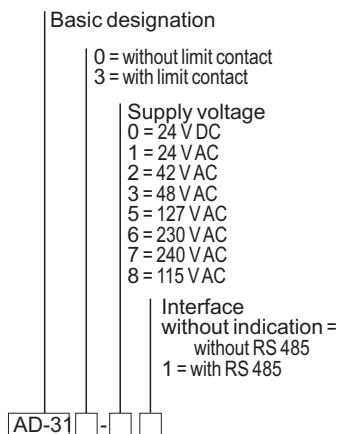 Basic designation
0 = without limit contact
3 = with limit contact
Supply voltage
0 = 24 V DC
1 = 24 V AC
2 = 42 V AC
3 = 48 V AC
5 = 127 V AC
6 = 230 V AC
7 = 240 V AC
8 = 115 V AC
Interface
without indication =
without RS 485
1 = with RS 485
AD-31 -